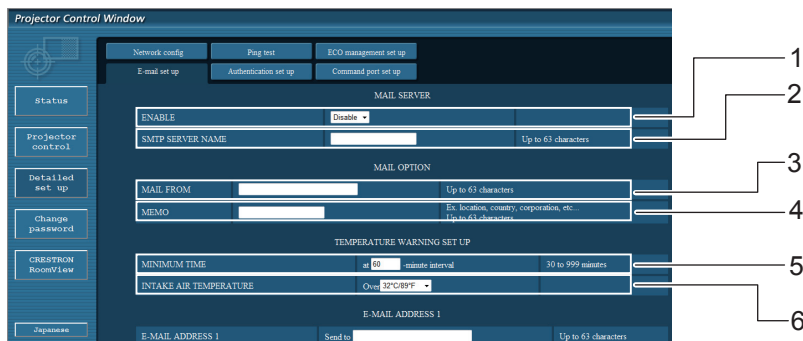 Projector Control Window
Network config Ping test ECO management set up
E-mail set up Authentication set up Command port set up
Status
Projector control
Detailed set up
Change password
CRESTRON RoomView
Japanese
MAIL SERVER
ENABLE Disable 1
SMTP SERVER NAME Up to 63 characters 2
MAIL OPTION
MAIL FROM Up to 63 characters 3
MEMO Ex. location, country, corporation, etc... Up to 63 characters 4
TEMPERATURE WARNING SET UP
MINIMUM TIME at 60 -minute interval 30 to 999 minutes 5
INTAKE AIR TEMPERATURE Over 32°C/89°F 6
E-MAIL ADDRESS 1
E-MAIL ADDRESS 1 Send to Up to 63 characters